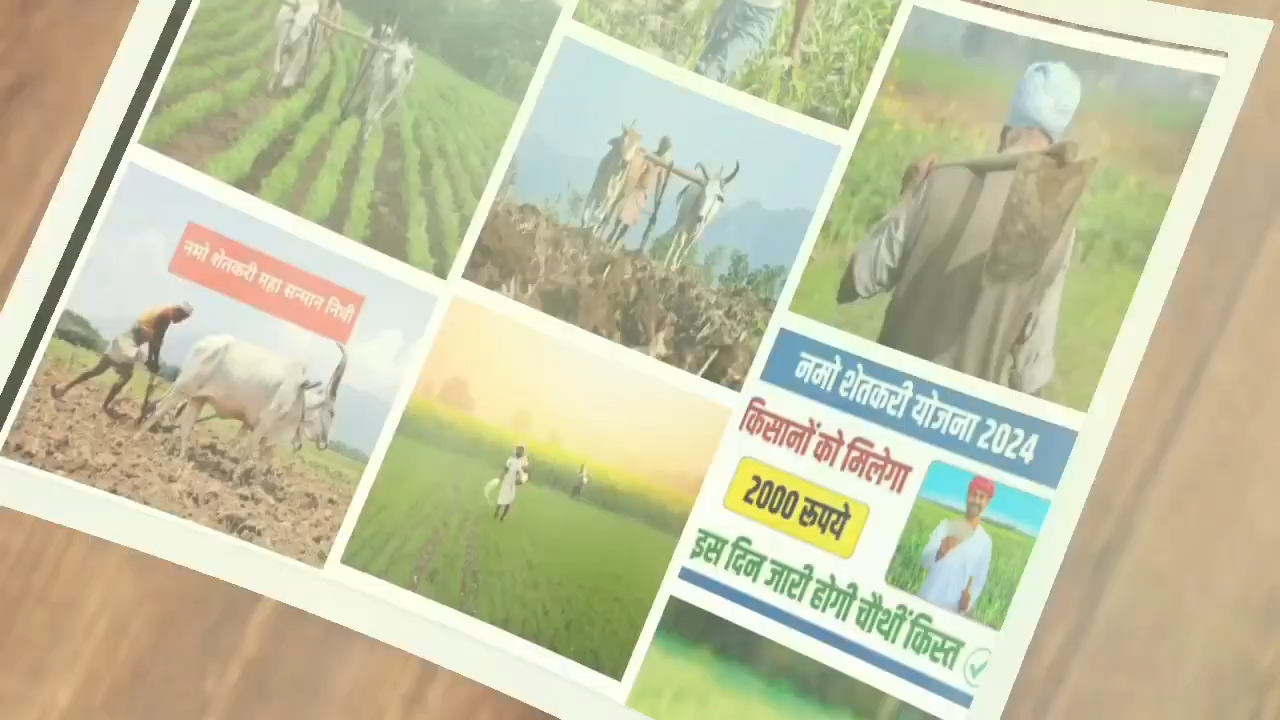 नमो शेतकरी महा सन्मान निधी
नमो शेतकरी योजना 2024
किसानों को मिलेगा
2000 रुपये
इस दिन जारी होगी चौथीं किस्त